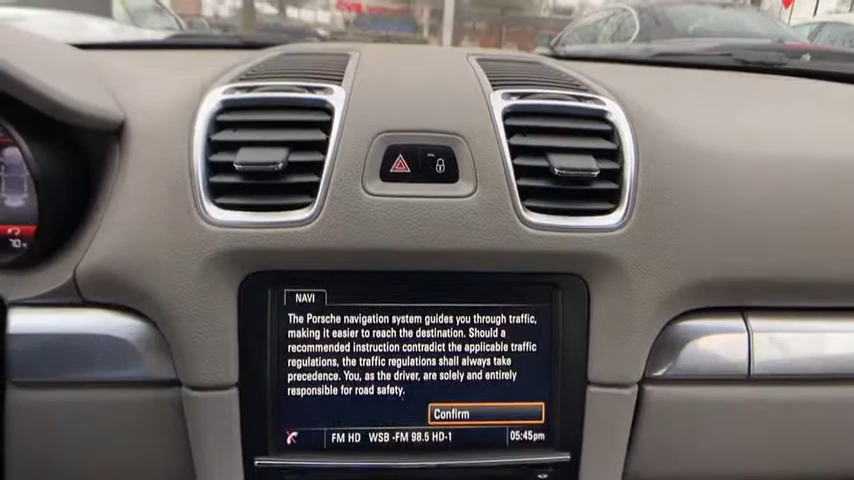 NAVI
The Porsche navigation system guides you through traffic,
making it easier to reach the destination. Should a
recommended instruction contradict the applicable traffic
regulations, the traffic regulations shall always take
precedence. You, as the driver, are solely and entirely
responsible for road safety.
Confirm
FM HD WSB -FM 98.5 HD-1 05:45pm
70